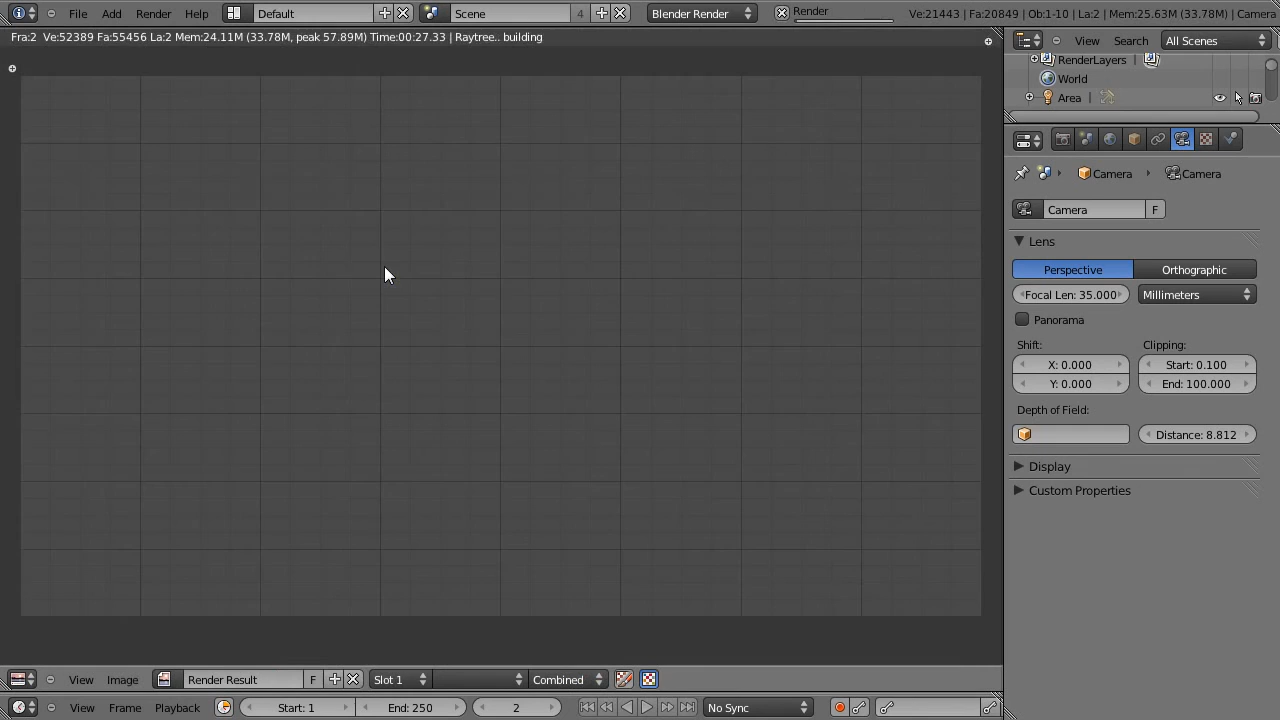 File Add Render Help Default Scene 4 Blender Render Render Ve:21443 | Fa:20849 | Ob:1-10 | La:2 | Mem:25.63M (33.78M) | Camera
Fra:2 Ve:52389 Fa:55456 La:2 Mem:24.11M (33.78M, peak 57.89M) Time:00:27.33 | Raytree.. building
View Search All Scenes
RenderLayers |
World
Area |
Camera Camera
Camera F
Lens
Perspective Orthographic
Focal Len: 35.000 Millimeters
Panorama
Shift: Clipping:
X: 0.000 Start: 0.100
Y: 0.000 End: 100.000
Depth of Field:
Distance: 8.812
Display
Custom Properties
View Image Render Result F Slot 1 Combined
View Frame Playback Start: 1 End: 250 2 No Sync